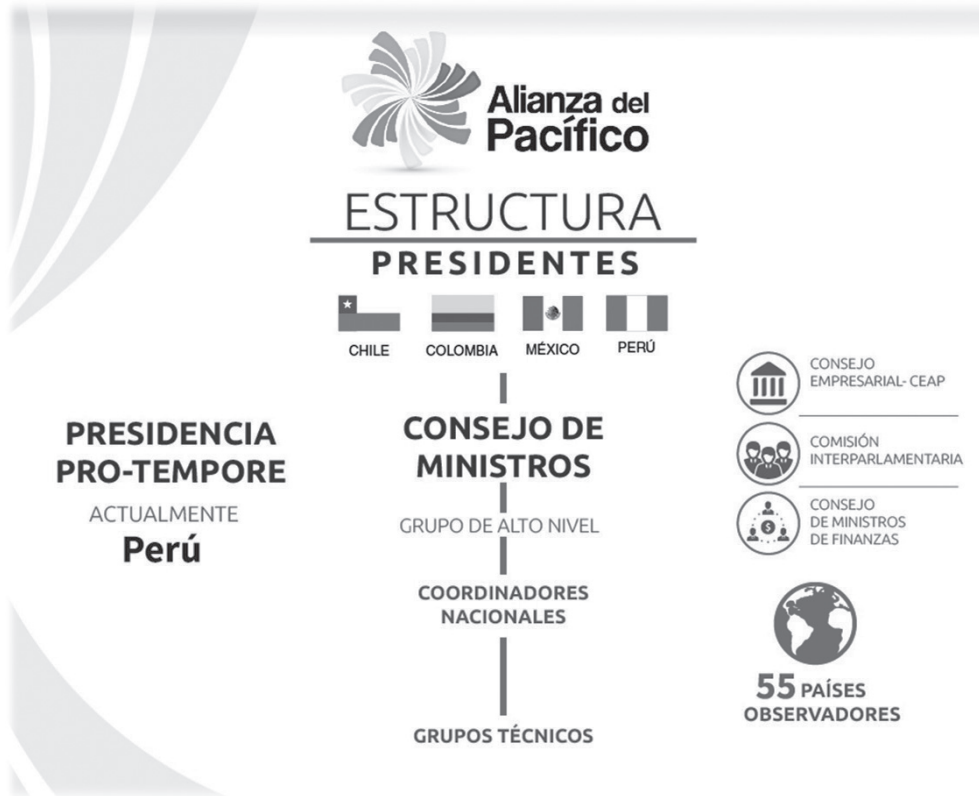 Alianza del
Pacífico
ESTRUCTURA
PRESIDENTES
CHILE
COLOMBIA
MÉXICO
PERÚ
PRESIDENCIA
PRO-TEMPORE
ACTUALMENTE
Perú
CONSEJO DE
MINISTROS
GRUPO DE ALTO NIVEL
COORDINADORES
NACIONALES
GRUPOS TÉCNICOS
CONSEJO
EMPRESARIAL- CEAP
COMISIÓN
INTERPARLAMENTARIA
CONSEJO
DE MINISTROS
DE FINANZAS
$
55 PAÍSES
OBSERVADORES